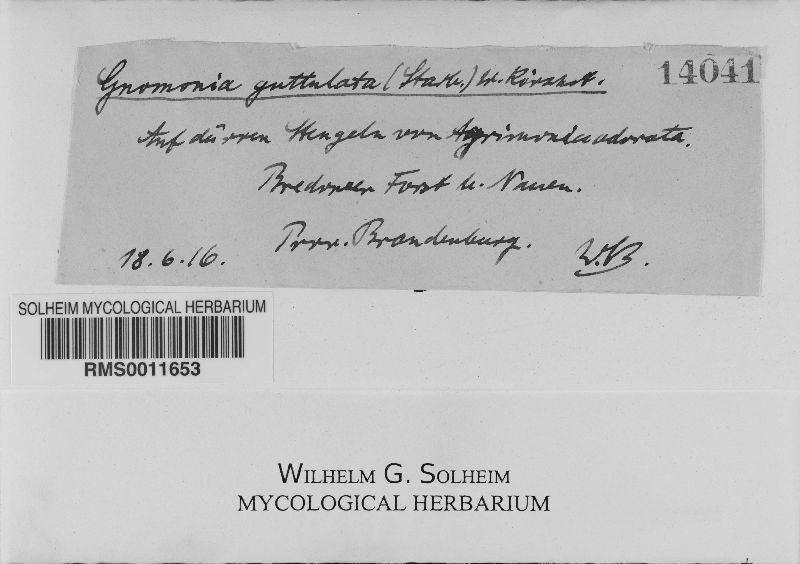 Gnomonia guttulata (Starb.) W. Kirschst.
14041
Auf dürren Stengeln von Agrimonia odorata.
Bredower Forst b. Nauen.
18.6.16. Prov. Brandenburg. W.B.
SOLHEIM MYCOLOGICAL HERBARIUM
RMS0011653
WILHELM G. SOLHEIM
MYCOLOGICAL HERBARIUM